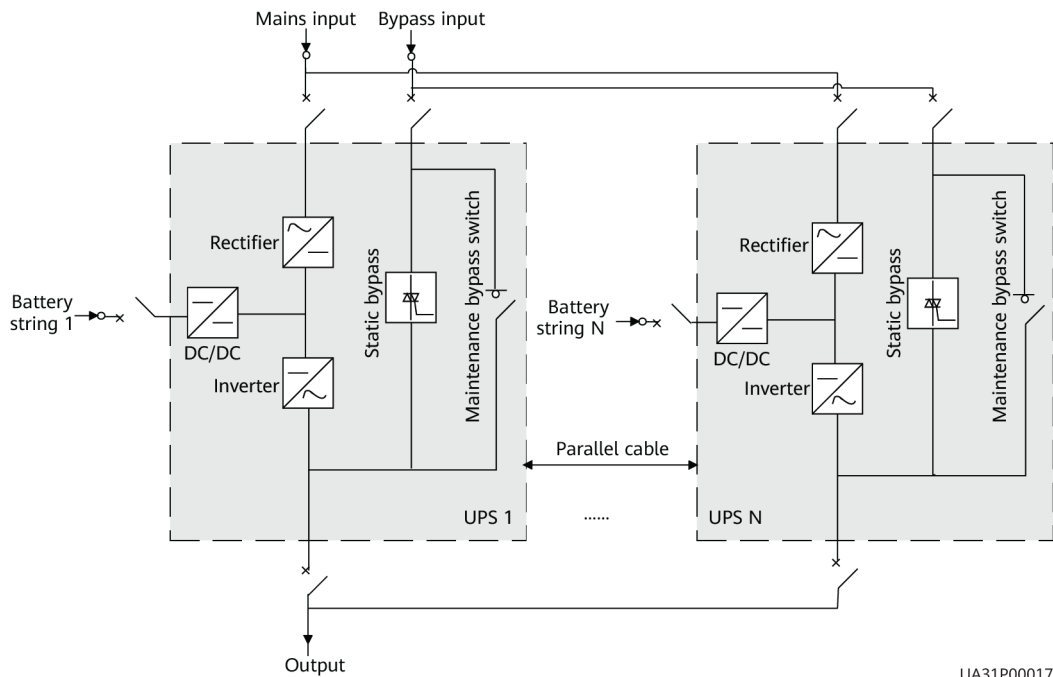 Mains input
Bypass input
Rectifier
Static bypass
Maintenance bypass switch
Battery
string 1
DC/DC
Inverter
UPS 1
Parallel cable
......
Rectifier
Static bypass
Maintenance bypass switch
Battery
string N
DC/DC
Inverter
UPS N
Output
UA31P00017